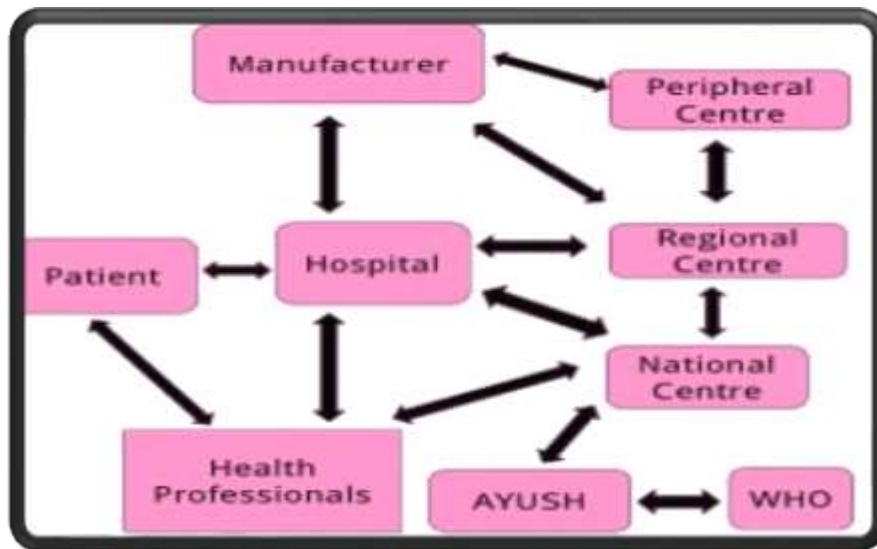 Manufacturer
Peripheral
Centre
Patient
Hospital
Regional
Centre
National
Centre
Health
Professionals
AYUSH
WHO